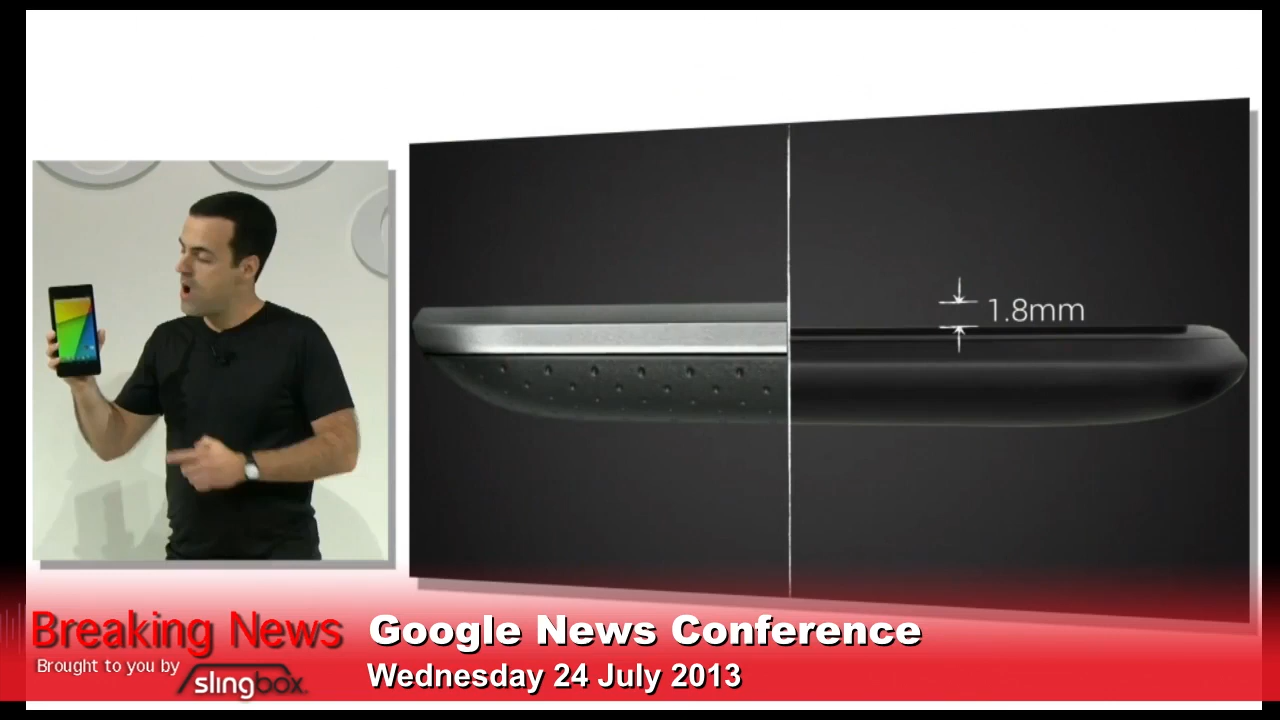 1.8mm
Breaking News
Brought to you by
slingbox.
Google News Conference
Wednesday 24 July 2013